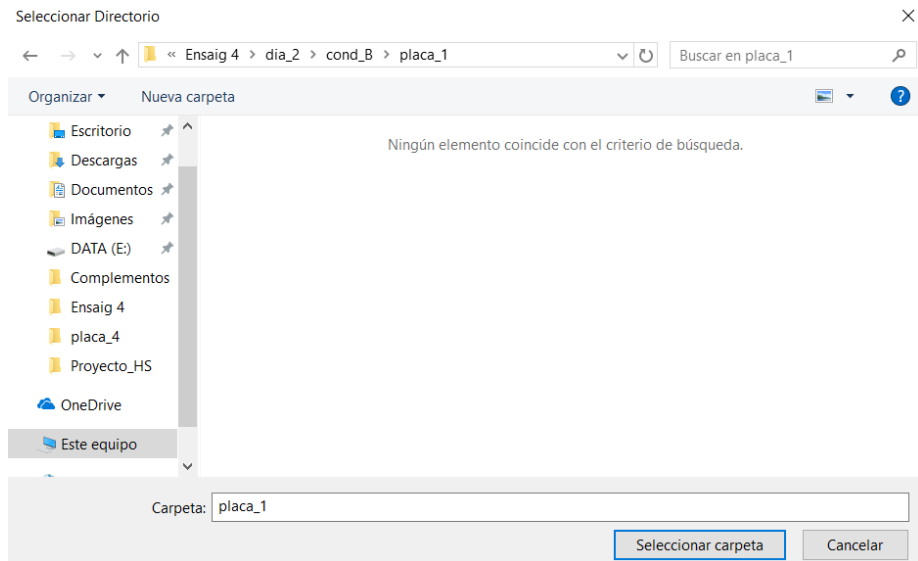 Seleccionar Directorio
« Ensaig 4 > dia_2 > cond_B > placa_1
Buscar en placa_1
Organizar
Nueva carpeta
Escritorio
Descargas
Documentos
Imágenes
DATA (E:)
Complementos
Ensaig 4
placa_4
Proyecto_HS
OneDrive
Este equipo
Ningún elemento coincide con el criterio de búsqueda.
Carpeta: placa_1
Seleccionar carpeta
Cancelar